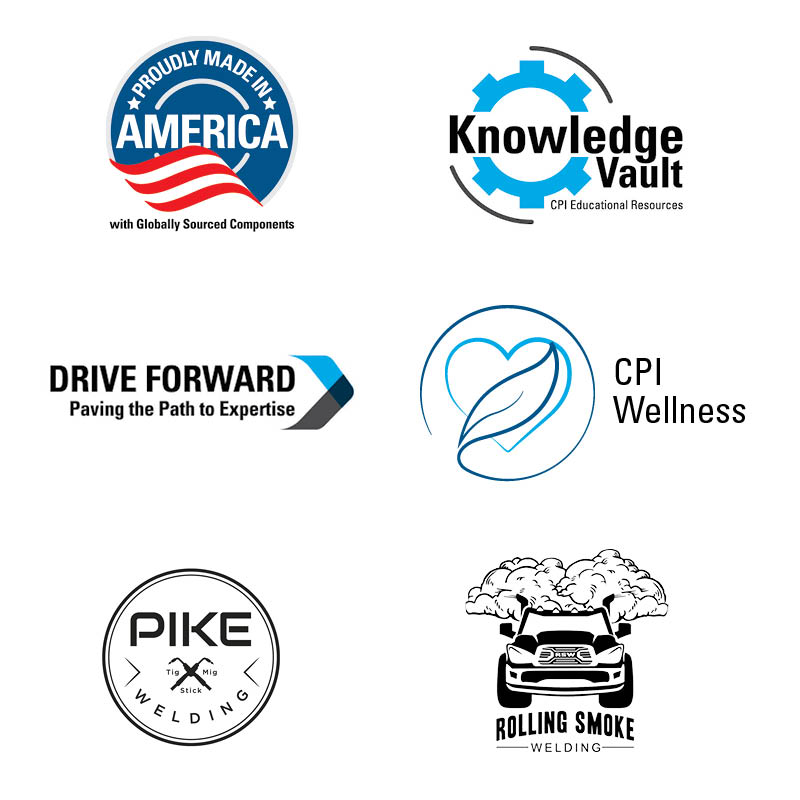 PROUDLY MADE IN
AMERICA
with Globally Sourced Components
Knowledge
Vault
CPI Educational Resources
DRIVE FORWARD
Paving the Path to Expertise
CPI
Wellness
PIKE
Tig Mig
Stick
WELDING
RSW
ROLLING SMOKE
WELDING